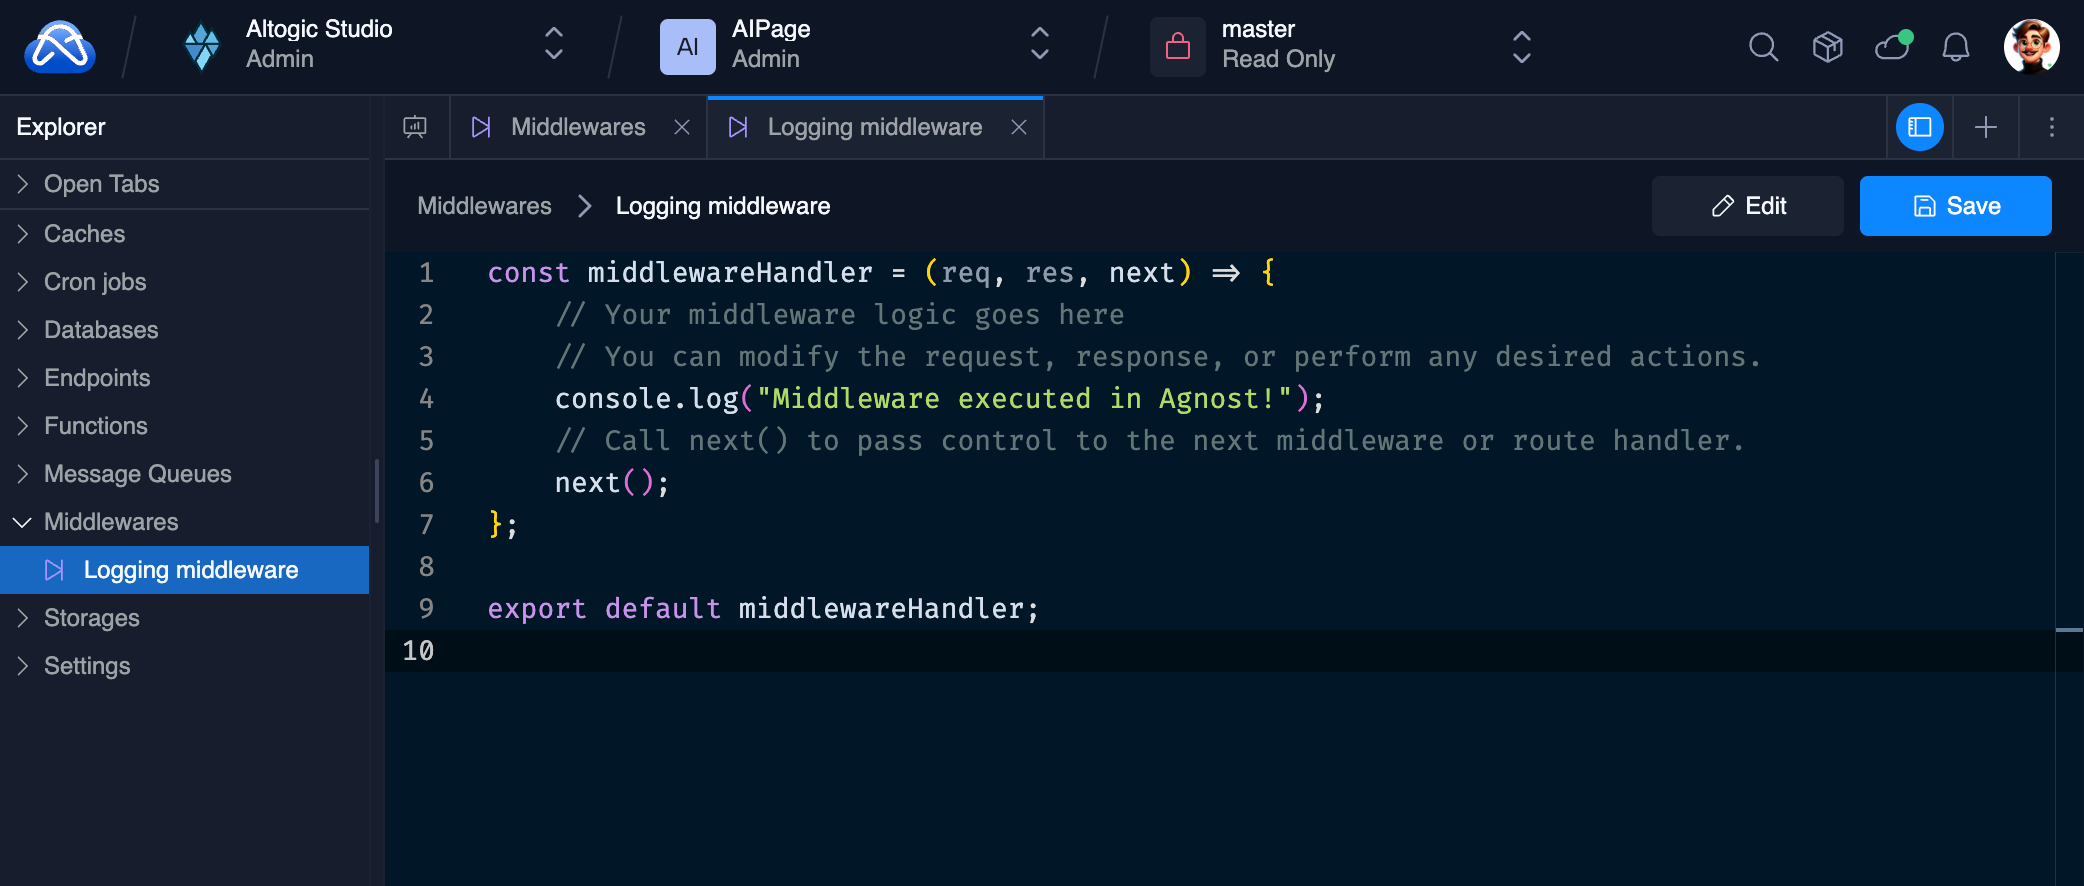 Altogic Studio
Admin
AI
AIPage
Admin
master
Read Only
Explorer
Middlewares
Logging middleware
Open Tabs
Caches
Cron jobs
Databases
Endpoints
Functions
Message Queues
Middlewares
Logging middleware
Storages
Settings
Middlewares > Logging middleware
Edit
Save
1 const middlewareHandler = (req, res, next) => {
2 // Your middleware logic goes here
3 // You can modify the request, response, or perform any desired actions.
4 console.log("Middleware executed in Agnost!");
5 // Call next() to pass control to the next middleware or route handler.
6 next();
7 };
8
9 export default middlewareHandler;
10